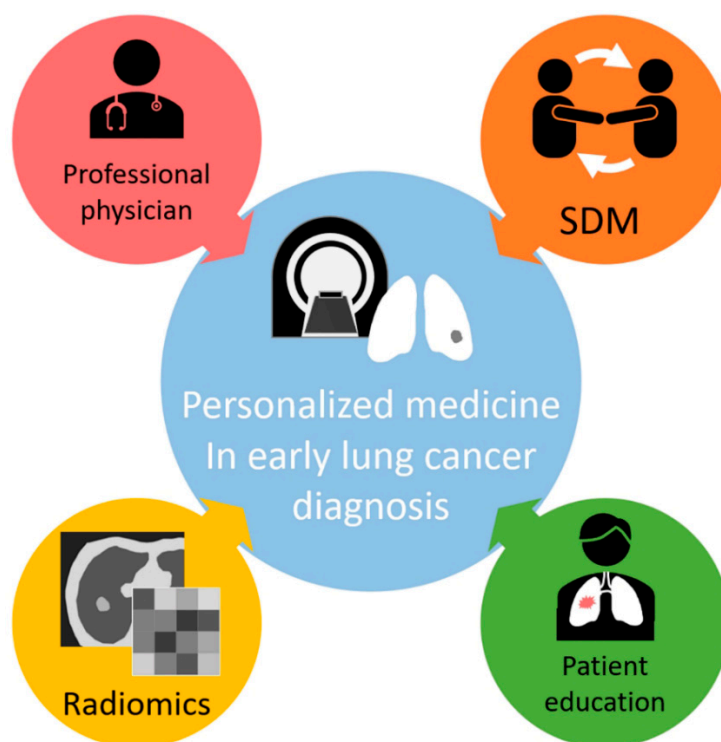 Professional
physician
SDM
Personalized medicine
In early lung cancer
diagnosis
Radiomics
Patient
education